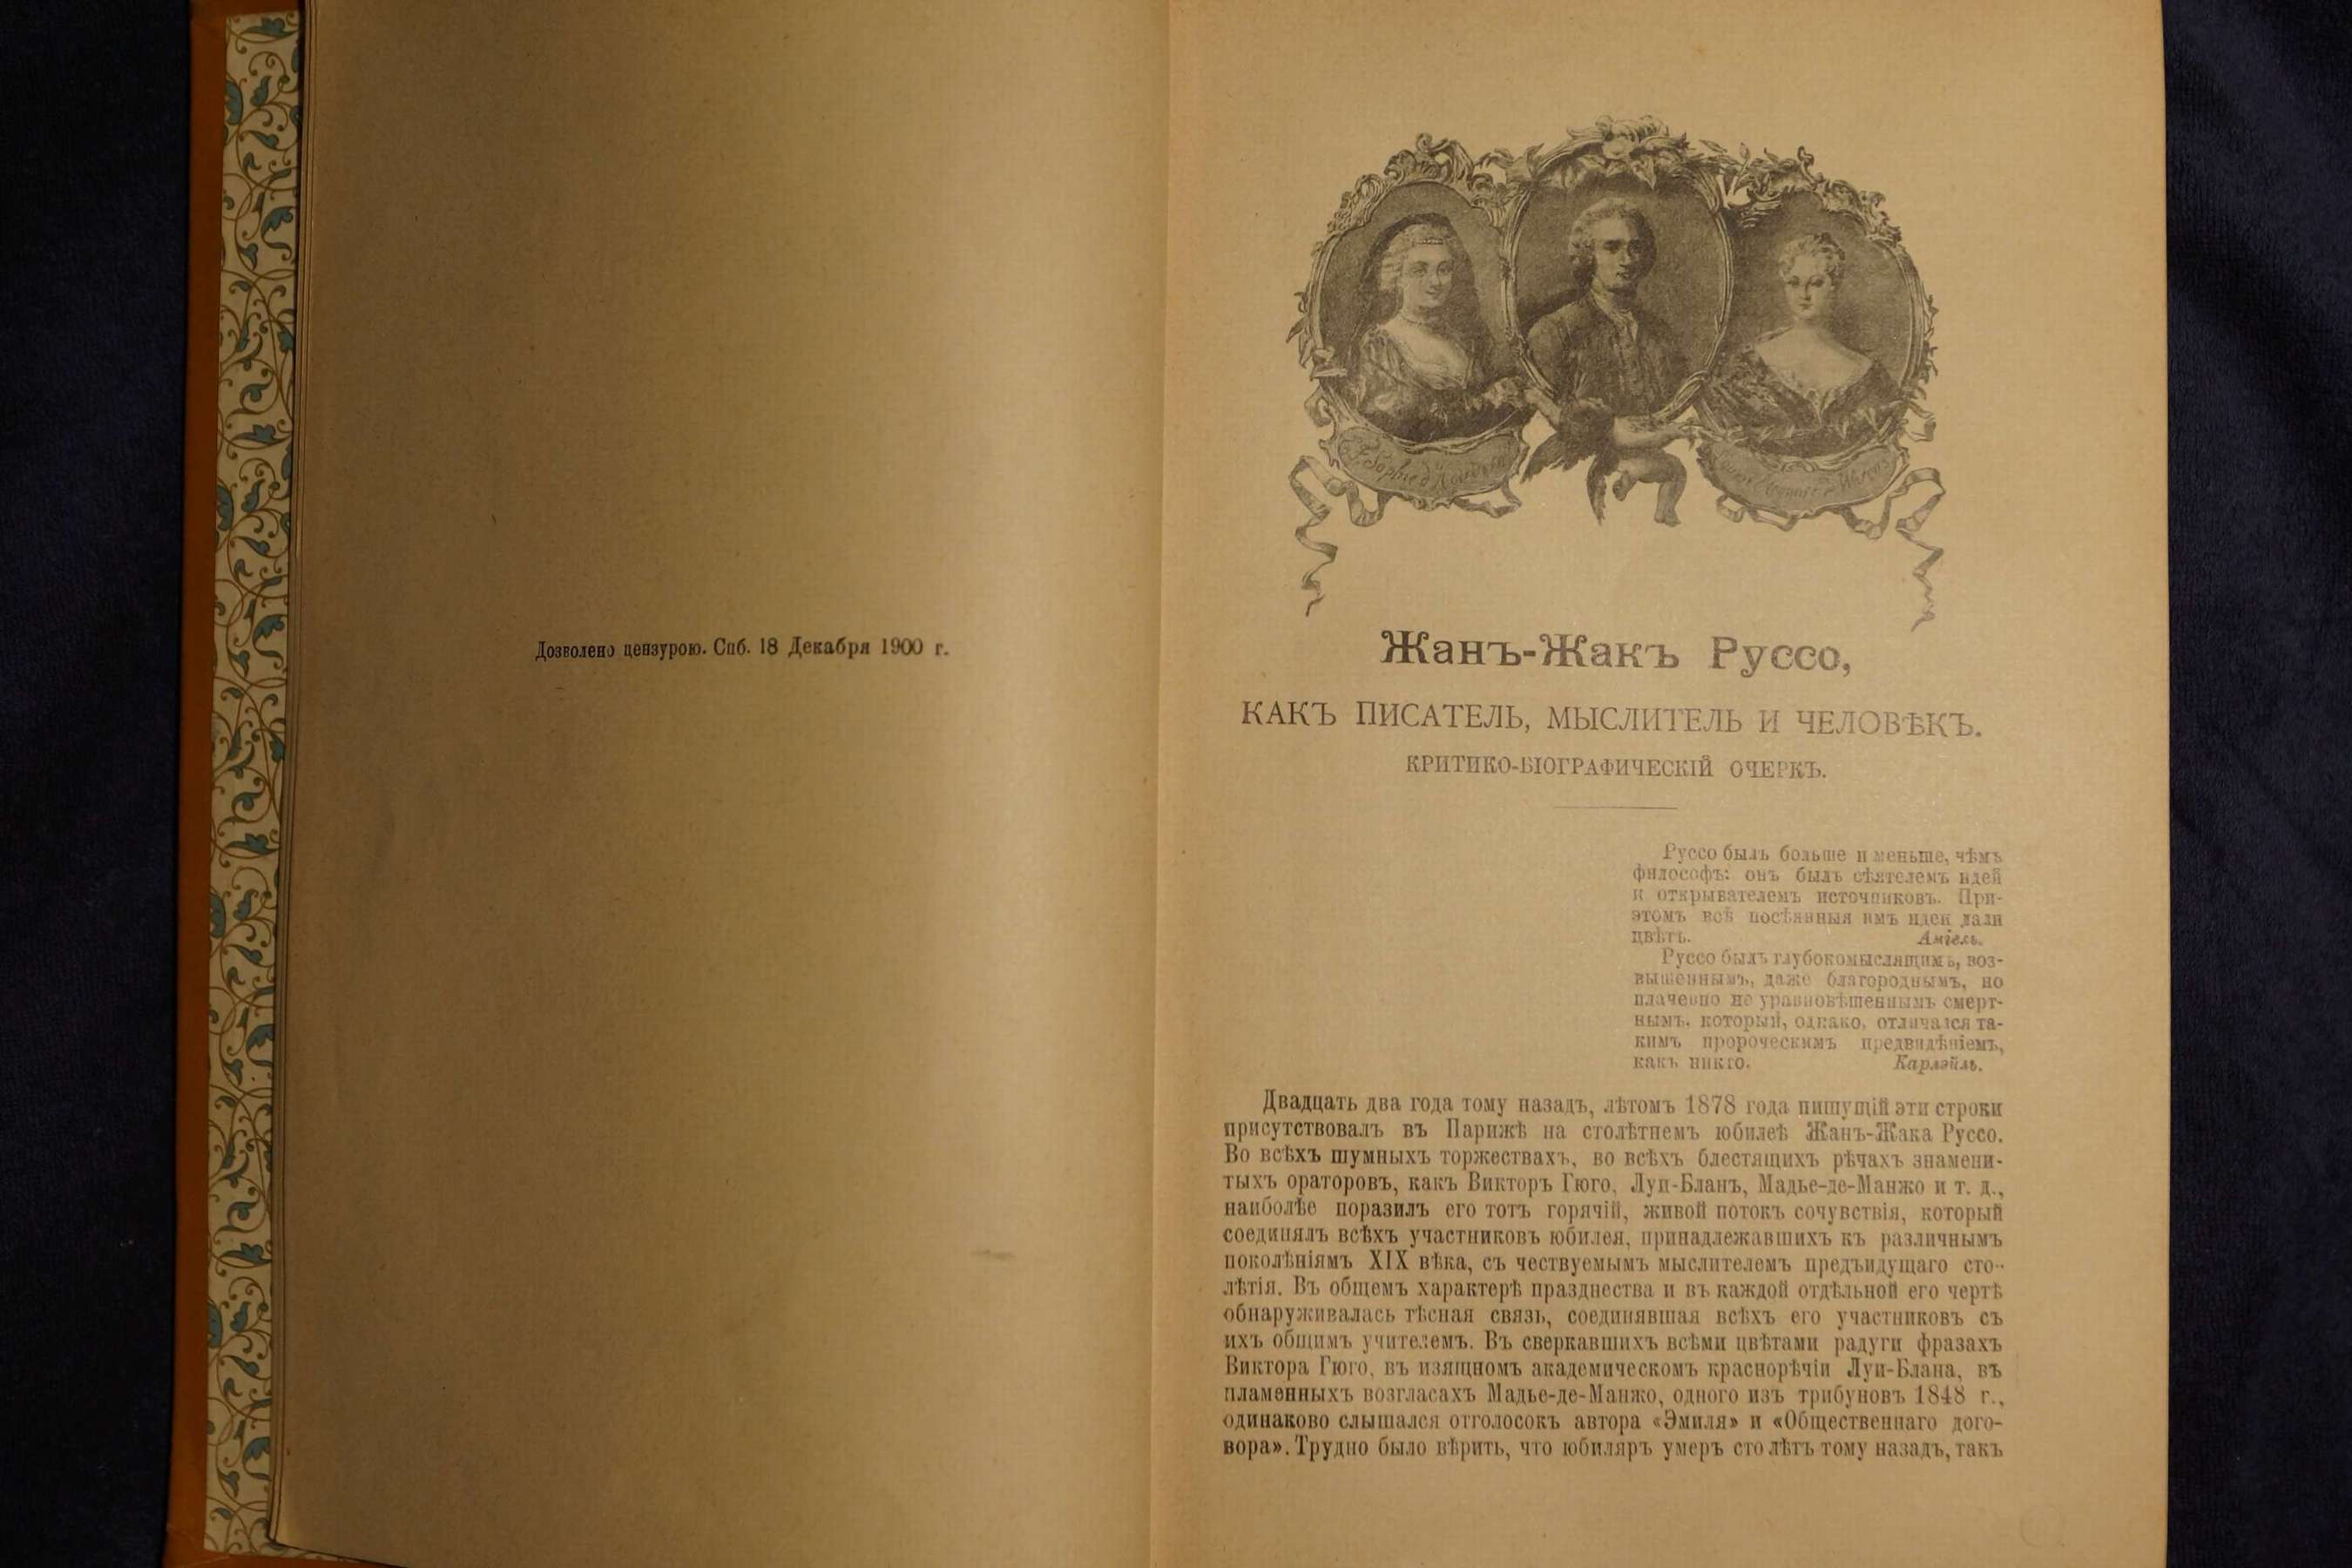 Дозволено цензурою. Спб. 18 Декабря 1900 г.
Жанъ-Жакъ Руссо,
КАКЪ ПИСАТЕЛЬ, МЫСЛИТЕЛЬ И ЧЕЛОВѢКЪ.
КРИТИКО-БІОГРАФИЧЕСКІЙ ОЧЕРКЪ.
Руссо былъ больше и меньше, чѣмъ
философъ: онъ былъ сѣятелемъ идей
и открывателемъ источниковъ. При-
этомъ всѣ посѣянныя имъ идеи дали
цвѣтъ. Аміель.
Руссо былъ глубокомыслящимъ, воз-
вышеннымъ, даже благороднымъ, но
плачевно не уравновѣшеннымъ смерт-
нымъ, который, однако, отличался та-
кимъ пророческимъ предвидѣніемъ,
какъ никто. Карлэйль.
Двадцать два года тому назадъ, лѣтомъ 1878 года пишущій эти строки
присутствовалъ въ Парижѣ на столѣтнемъ юбилеѣ Жанъ-Жака Руссо.
Во всѣхъ шумныхъ торжествахъ, во всѣхъ блестящихъ рѣчахъ знамени-
тыхъ ораторовъ, какъ Викторъ Гюго, Луи-Бланъ, Мадье-де-Манжо и т. д.,
наиболѣе поразилъ его тотъ горячій, живой потокъ сочувствія, который
соединялъ всѣхъ участниковъ юбилея, принадлежавшихъ къ различнымъ
поколѣніямъ XIX вѣка, съ чествуемымъ мыслителемъ предъидущаго сто-
лѣтія. Въ общемъ характерѣ празднества и въ каждой отдѣльной его чертѣ
обнаруживалась тѣсная связь, соединявшая всѣхъ его участниковъ съ
ихъ общимъ учителемъ. Въ сверкавшихъ всѣми цвѣтами радуги фразахъ
Виктора Гюго, въ изящномъ академическомъ краснорѣчіи Луи-Блана, въ
пламенныхъ возгласахъ Мадье-де-Манжо, одного изъ трибуновъ 1848 г.,
одинаково слышался отголосокъ автора «Эмиля» и «Общественнаго дого-
вора». Трудно было вѣрить, что юбиляръ умеръ сто лѣтъ тому назадъ, такъ